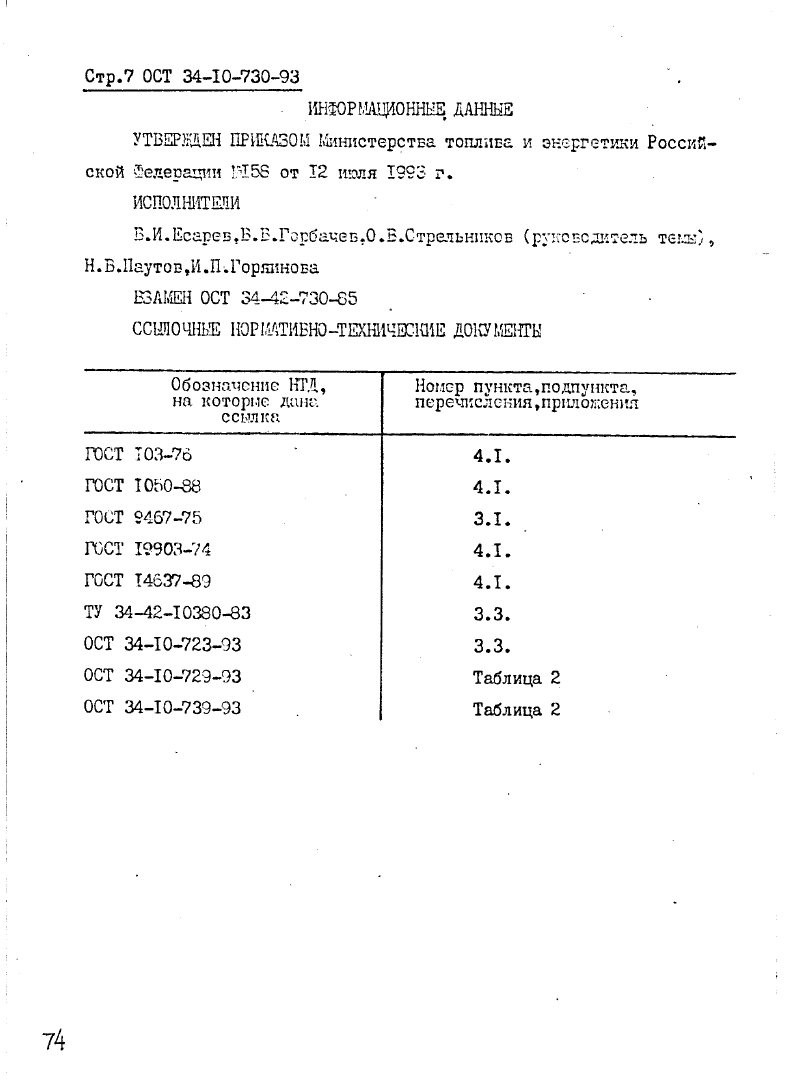 Стр.7 ОСТ 34-10-730-93
ИНФОРМАЦИОННЫЕ ДАННЫЕ
УТВЕРЖДЕН ПРИКАЗОМ Министерства топлива и энергетики Россий-
ской Федерации от 12 июля 1993 г.
ИСПОЛНИТЕЛИ
В.И.Есарев,В.В.Горбачев,О.В.Стрельников (руководитель темы),
Н.Б.Паутов,И.П.Горяинова
ВЗАМЕН ОСТ 34-42-730-85
ССЫЛОЧНЫЕ НОРМАТИВНО-ТЕХНИЧЕСКИЕ ДОКУМЕНТЫ
Обозначение НТД,
на которые дана
ссылка
Номер пункта,подпункта,
перечисления,приложения
ГОСТ 103-76 4.1.
ГОСТ 1050-88 4.1.
ГОСТ 9467-75 3.1.
ГОСТ 19903-74 4.1.
ГОСТ 14637-89 4.1.
ТУ 34-42-10380-83 3.3.
ОСТ 34-10-723-93 3.3.
ОСТ 34-10-729-93 Таблица 2
ОСТ 34-10-739-93 Таблица 2
74